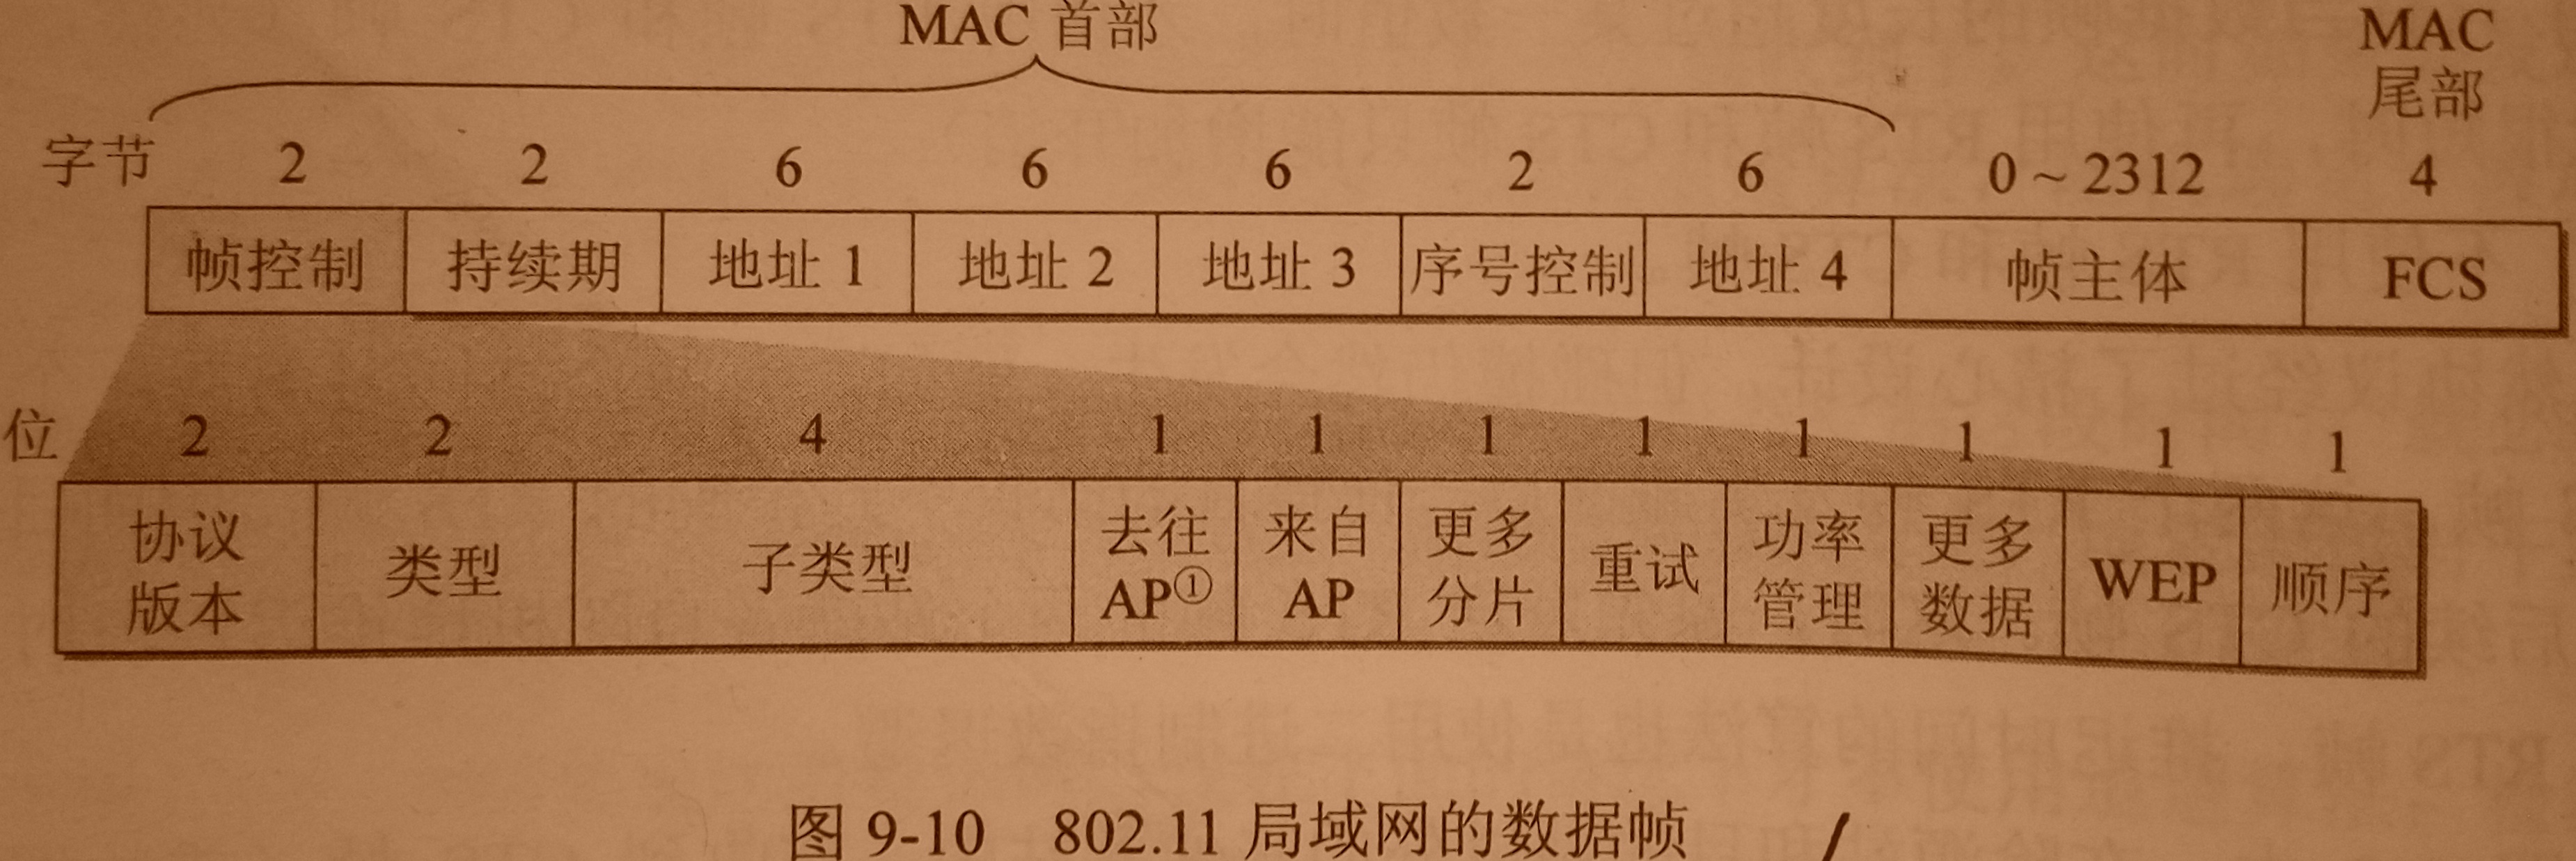 MAC 首部
MAC
尾部
字节 2 2 6 6 6 2 6 0 ~ 2312 4
帧控制 持续期 地址 1 地址 2 地址 3 序号控制 地址 4 帧主体 FCS
位 2 2 4 1 1 1 1 1 1 1 1
协议版本 类型 子类型 去往AP① 来自AP 更多分片 重试 功率管理 更多数据 WEP 顺序
图 9-10 802.11 局域网的数据帧